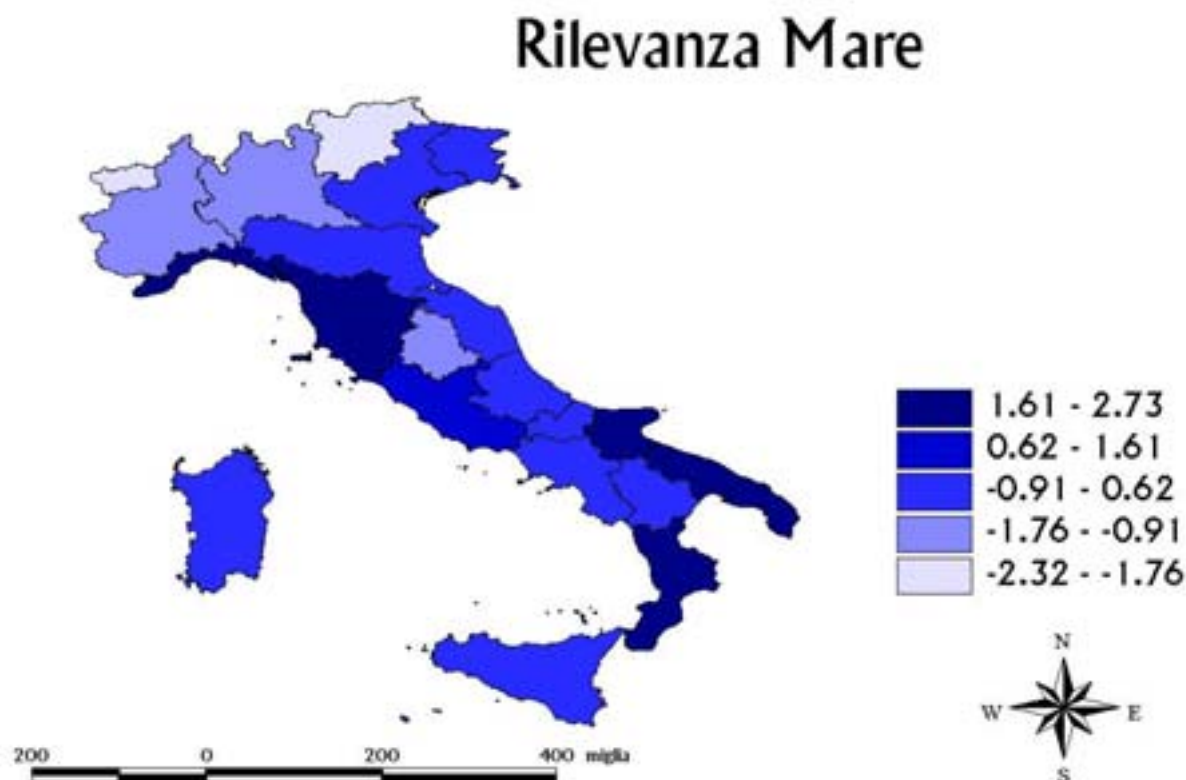 Rilevanza Mare
1.61 - 2.73
0.62 - 1.61
-0.91 - 0.62
-1.76 - -0.91
-2.32 - -1.76
N
W E
S
200 0 200 400 miglia